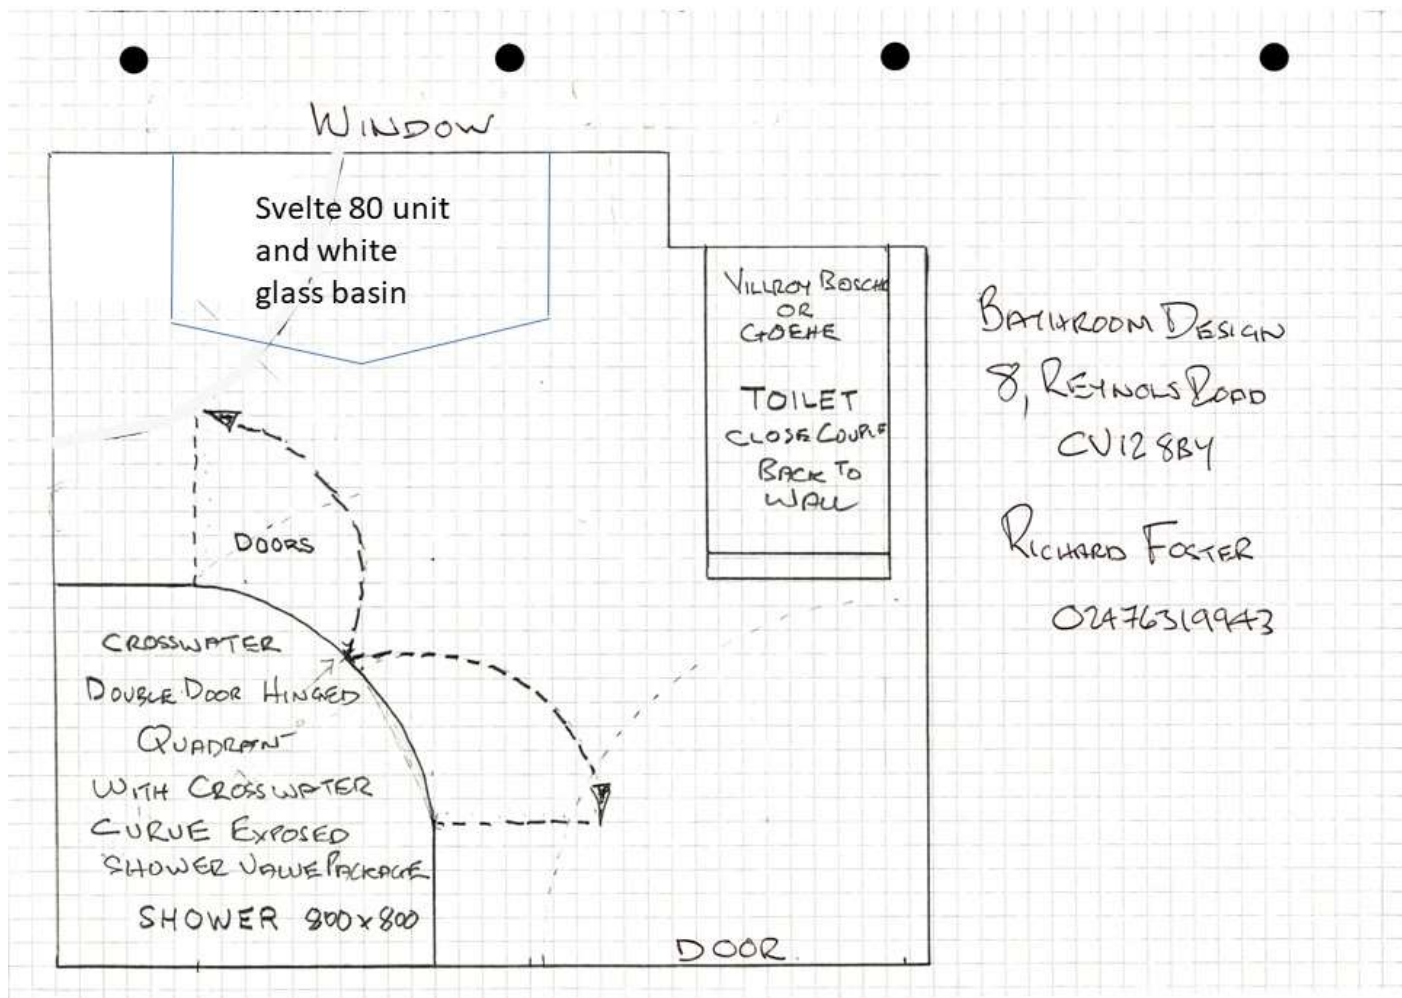 WINDOW
Svelte 80 unit
and white
glass basin
VILLROY BOSCHE
OR
GOEHE
TOILET
CLOSE COUPLE
BACK TO
WALL
BATHROOM DESIGN
8, REYNOLS ROAD
CV12 8BY
RICHARD FOSTER
02476319943
DOORS
CROSSWATER
DOUBLE DOOR HINGED
QUADRANT
WITH CROSSWATER
CURVE EXPOSED
SHOWER VALVE PACKAGE
SHOWER 800 x 800
DOOR